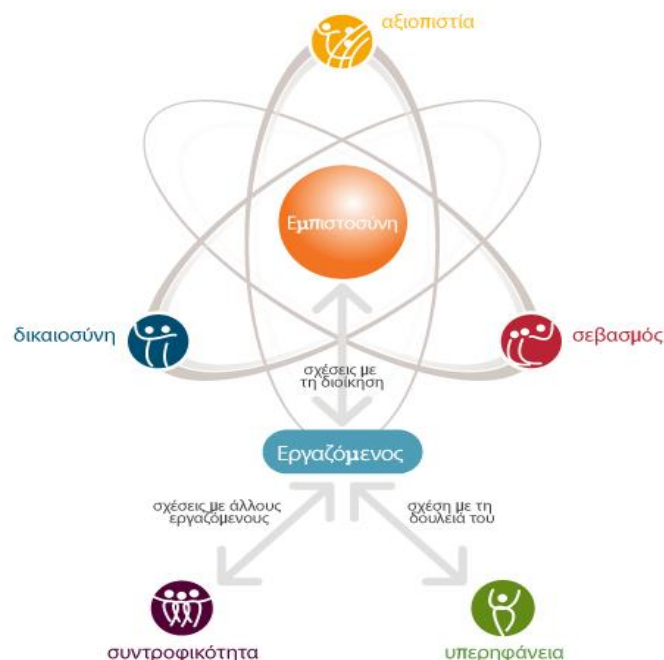 αξιοπιστία
Εμπιστοσύνη
δικαιοσύνη
σεβασμός
σχέσεις με
τη διοίκηση
Εργαζόμενος
σχέσεις με άλλους
εργαζόμενους
σχέση με τη
δουλειά του
συντροφικότητα
υπερηφάνεια